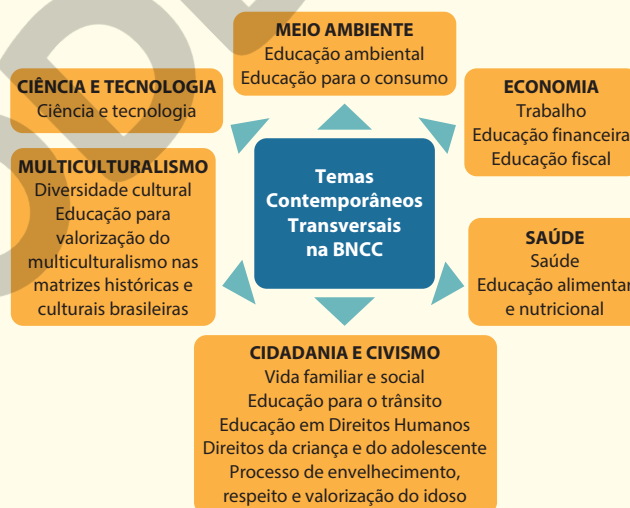 MEIO AMBIENTE
Educação ambiental
Educação para o consumo
CIÊNCIA E TECNOLOGIA
Ciência e tecnologia
ECONOMIA
Trabalho
Educação financeira
Educação fiscal
MULTICULTURALISMO
Diversidade cultural
Educação para
valorização do
multiculturalismo nas
matrizes históricas e
culturais brasileiras
Temas
Contemporâneos
Transversais
na BNCC
SAÚDE
Saúde
Educação alimentar
e nutricional
CIDADANIA E CIVISMO
Vida familiar e social
Educação para o trânsito
Educação em Direitos Humanos
Direitos da criança e do adolescente
Processo de envelhecimento,
respeito e valorização do idoso